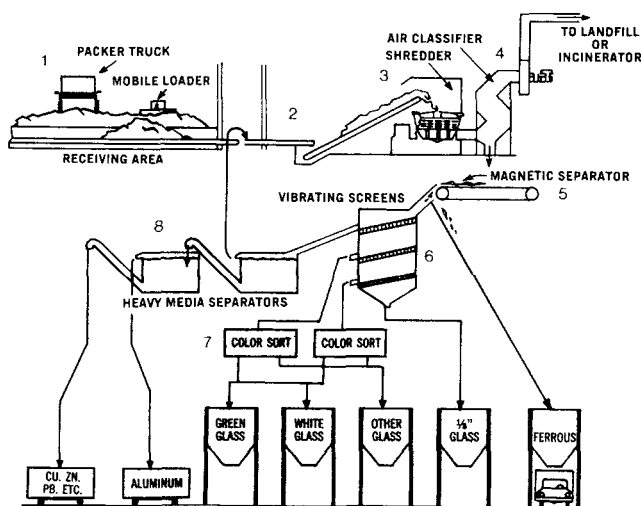 TO LANDFILL
OR
INCINERATOR
AIR CLASSIFIER
SHREDDER
4
1
PACKER TRUCK
MOBILE LOADER
3
2
RECEIVING AREA
MAGNETIC SEPARATOR
5
VIBRATING SCREENS
6
8
HEAVY MEDIA SEPARATORS
7
COLOR SORT
COLOR SORT
GREEN
GLASS
WHITE
GLASS
OTHER
GLASS
⅛"
GLASS
FERROUS
CU. ZN.
PB. ETC.
ALUMINUM